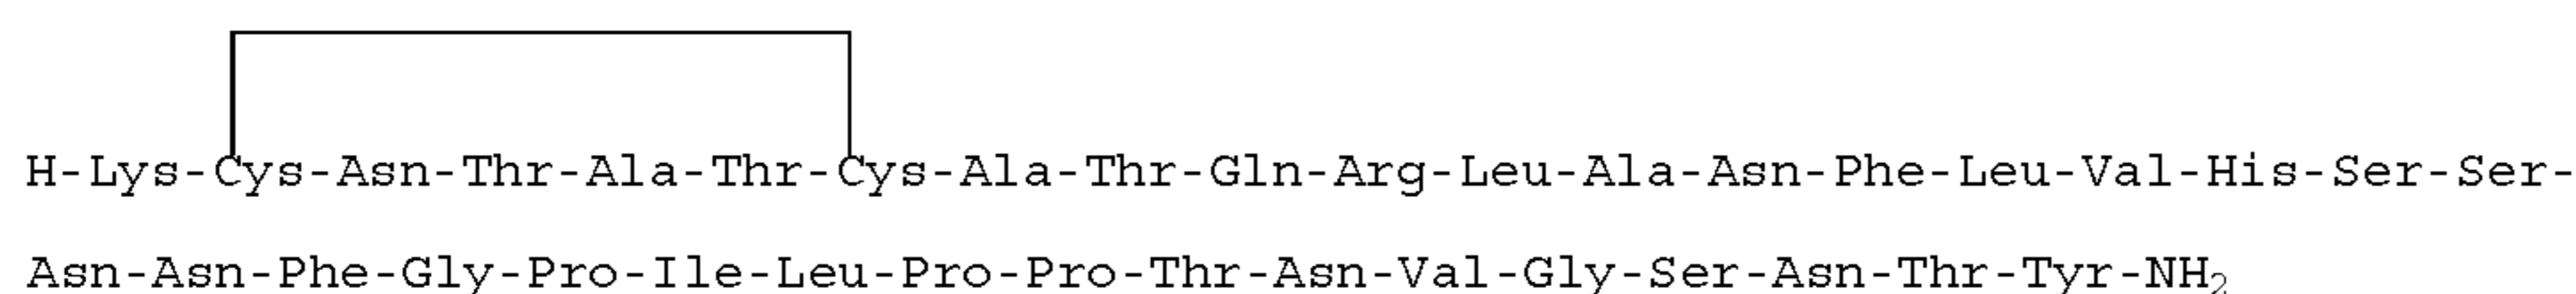 H-Lys-Cys-Asn-Thr-Ala-Thr-Cys-Ala-Thr-Gln-Arg-Leu-Ala-Asn-Phe-Leu-Val-His-Ser-Ser-
Asn-Asn-Phe-Gly-Pro-Ile-Leu-Pro-Pro-Thr-Asn-Val-Gly-Ser-Asn-Thr-Tyr-NH₂